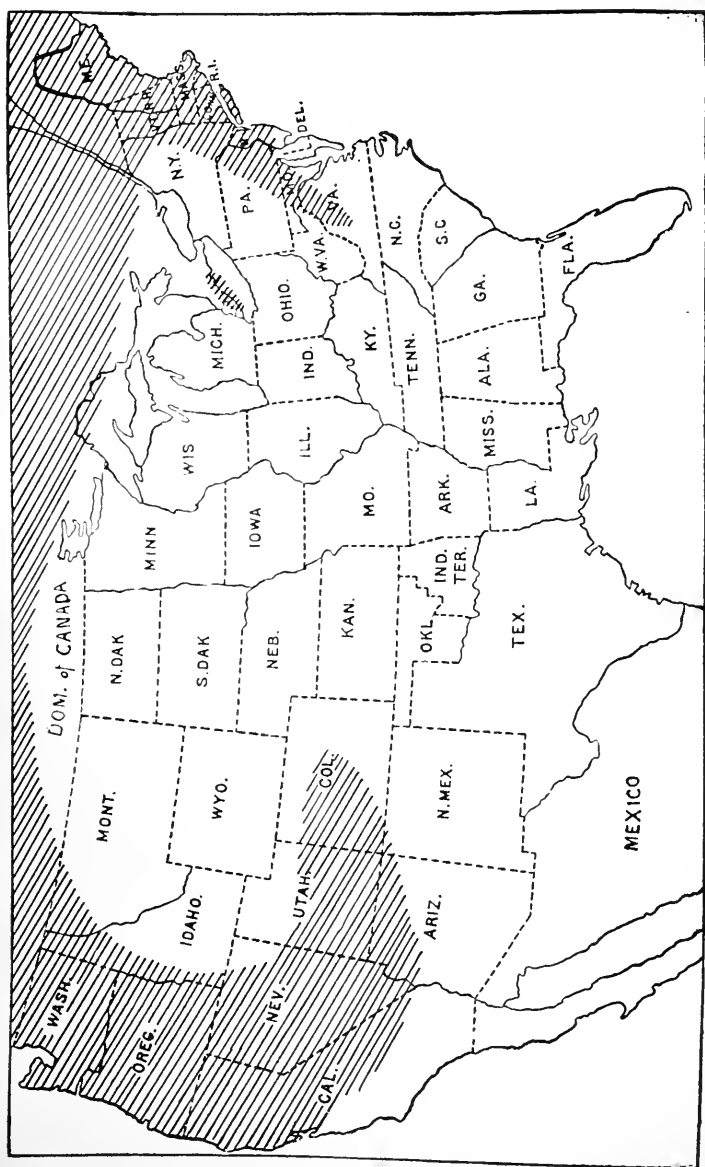 DOM. of CANADA
WASH.
OREG.
CAL.
NEV.
IDAHO.
MONT.
WYO.
UTAH.
COL.
ARIZ.
N.MEX.
N.DAK
S.DAK
NEB.
KAN.
OKL.
IND.
TER.
TEX.
MEXICO
MINN
IOWA
MO.
ARK.
LA.
WIS
ILL.
MICH.
IND.
OHIO.
KY.
TENN.
MISS.
ALA.
GA.
FLA.
S.C
N.C.
W.VA.
VA.
MD.
DEL.
PA.
N.Y.
ME.
MASS.
R.I.